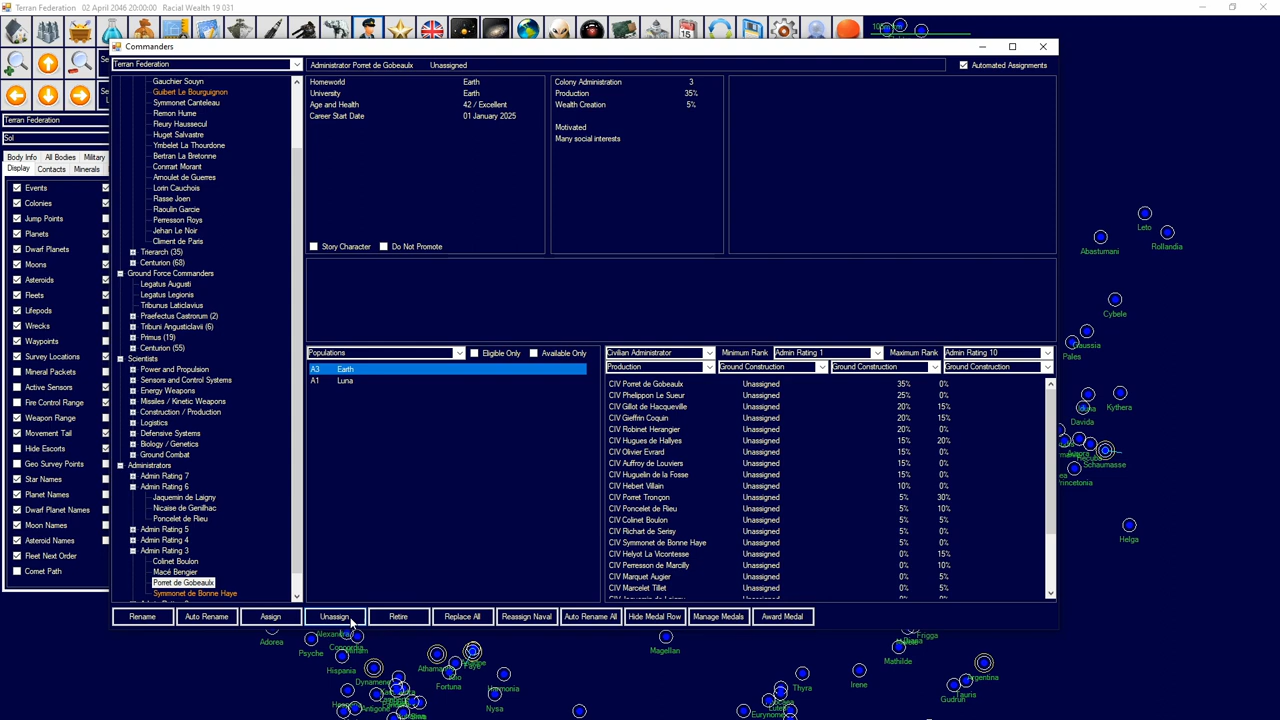 Terran Federation   02 April 2046 20:00:00   Racial Wealth 19 031
Commanders
Terran Federation
Administrator Porret de Gobeaulx   Unassigned
Automated Assignments
Terran Federation
Sol
Body Info   All Bodies   Military
Display   Contacts   Minerals
Events
Colonies
Jump Points
Planets
Dwarf Planets
Moons
Asteroids
Fleets
Lifepods
Wrecks
Waypoints
Survey Locations
Mineral Packets
Active Sensors
Fire Control Range
Weapon Range
Movement Tail
Hide Escorts
Geo Survey Points
Star Names
Planet Names
Dwarf Planet Names
Moon Names
Asteroid Names
Fleet Next Order
Comet Path
Gauchier Souyn
Guibert Le Bourguignon
Symmonet Canteleau
Remon Hume
Fleury Haussecul
Huget Salvastre
Ymbelet La Thourdone
Bertran La Bretonne
Conrart Morant
Arnoulet de Guerres
Lorin Cauchois
Rasse Joen
Raoulin Garcie
Perresson Roys
Jehan Le Noir
Climent de Paris
Trierarch (35)
Centurion (68)
Ground Force Commanders
Legatus Augusti
Legatus Legionis
Tribunus Laticlavius
Praefectus Castrorum (2)
Tribuni Angusticlavii (6)
Primus (19)
Centurion (55)
Scientists
Power and Propulsion
Sensors and Control Systems
Energy Weapons
Missiles / Kinetic Weapons
Construction / Production
Logistics
Defensive Systems
Biology / Genetics
Ground Combat
Administrators
Admin Rating 7
Admin Rating 6
Jaquemin de Laigny
Nicaise de Genilhac
Poncelet de Rieu
Admin Rating 5
Admin Rating 4
Admin Rating 3
Colinet Boulon
Macé Bengier
Porret de Gobeaulx
Symmonet de Bonne Haye
Homeworld   Earth
University   Earth
Age and Health   42 / Excellent
Career Start Date   01 January 2025
Story Character   Do Not Promote
Colony Administration   3
Production   35%
Wealth Creation   5%
Motivated
Many social interests
Populations   Eligible Only   Available Only
A3   Earth
A1   Luna
Civilian Administrator   Minimum Rank   Admin Rating 1   Maximum Rank   Admin Rating 10
Production   Ground Construction   Ground Construction   Ground Construction
CIV Porret de Gobeaulx   Unassigned   35%   0%
CIV Phelippon Le Sueur   Unassigned   25%   0%
CIV Gillot de Hacqueville   Unassigned   20%   15%
CIV Gieffrin Coquin   Unassigned   20%   15%
CIV Robinet Herangier   Unassigned   20%   0%
CIV Hugues de Hallyes   Unassigned   15%   20%
CIV Olivier Evrard   Unassigned   15%   0%
CIV Auffroy de Louviers   Unassigned   15%   0%
CIV Huguelin de la Fosse   Unassigned   15%   0%
CIV Hebert Villain   Unassigned   10%   0%
CIV Porret Tronçon   Unassigned   5%   30%
CIV Poncelet de Rieu   Unassigned   5%   10%
CIV Colinet Boulon   Unassigned   5%   5%
CIV Richart de Serisy   Unassigned   5%   0%
CIV Symmonet de Bonne Haye   Unassigned   5%   0%
CIV Helyot La Vicontesse   Unassigned   0%   15%
CIV Perresson de Marcilly   Unassigned   0%   10%
CIV Marquet Augier   Unassigned   0%   5%
CIV Marcelet Tillet   Unassigned   0%   5%
Rename   Auto Rename   Assign   Unassign   Retire   Replace All   Reassign Naval   Auto Rename All   Hide Medal Row   Manage Medals   Award Medal
Leto
Rollandia
Abastumani
Cybele
Pales
Kythera
Davida
Schaumasse
Helga
Adorea
Psyche
Hispania
Dynamene
Fortuna
Harmonia
Nysa
Antigone
Magellan
Thyra
Irene
Frigga
Mathilde
Argentina
Gudrun